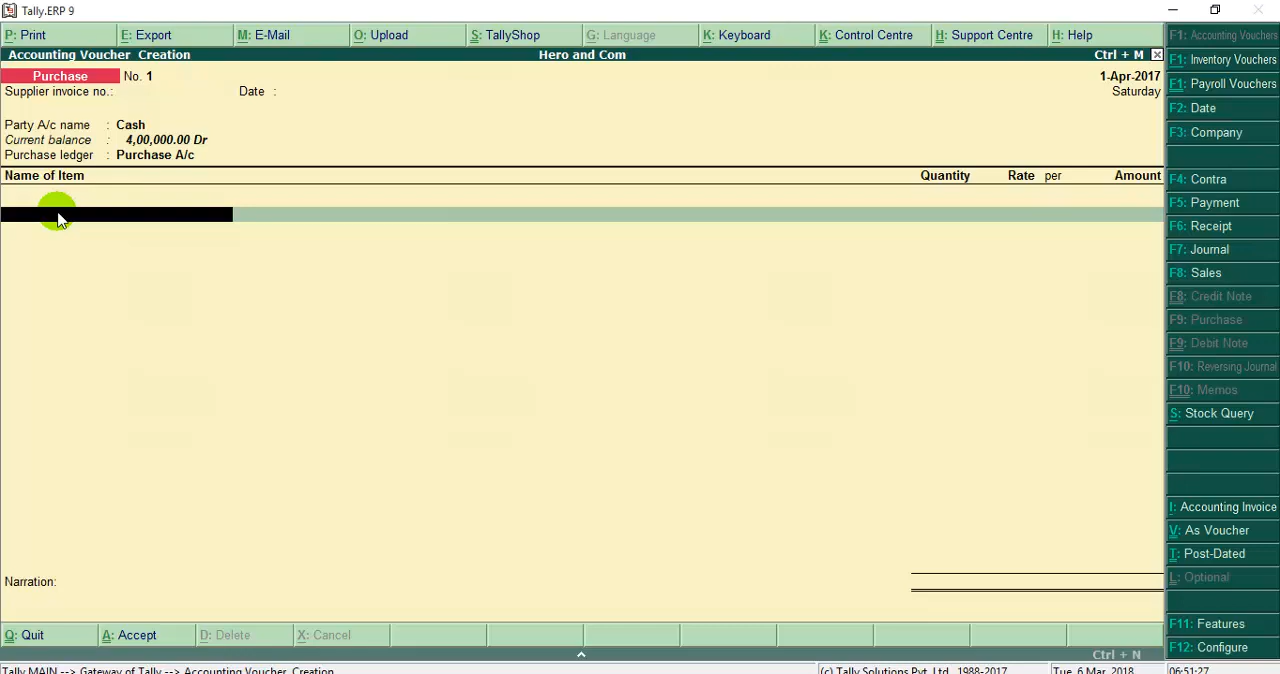 Tally.ERP 9
P: Print E: Export M: E-Mail O: Upload S: TallyShop G: Language K: Keyboard K: Control Centre H: Support Centre H: Help
F1: Accounting Vouchers
Accounting Voucher Creation Hero and Com Ctrl + M
F1: Inventory Vouchers
Purchase No. 1 1-Apr-2017
F1: Payroll Vouchers
Supplier invoice no.: Date : Saturday
F2: Date
Party A/c name : Cash
F3: Company
Current balance : 4,00,000.00 Dr
Purchase ledger : Purchase A/c
Name of Item Quantity Rate per Amount
F4: Contra
F5: Payment
F6: Receipt
F7: Journal
F8: Sales
F8: Credit Note
F9: Purchase
F9: Debit Note
F10: Reversing Journal
F10: Memos
S: Stock Query
I: Accounting Invoice
V: As Voucher
T: Post-Dated
L: Optional
Narration:
F11: Features
Q: Quit A: Accept D: Delete X: Cancel
F12: Configure
Ctrl + N
Tally MAIN --> Gateway of Tally --> Accounting Voucher Creation (c) Tally Solutions Pvt. Ltd., 1988-2017 Tue, 6 Mar, 2018 06:51:27